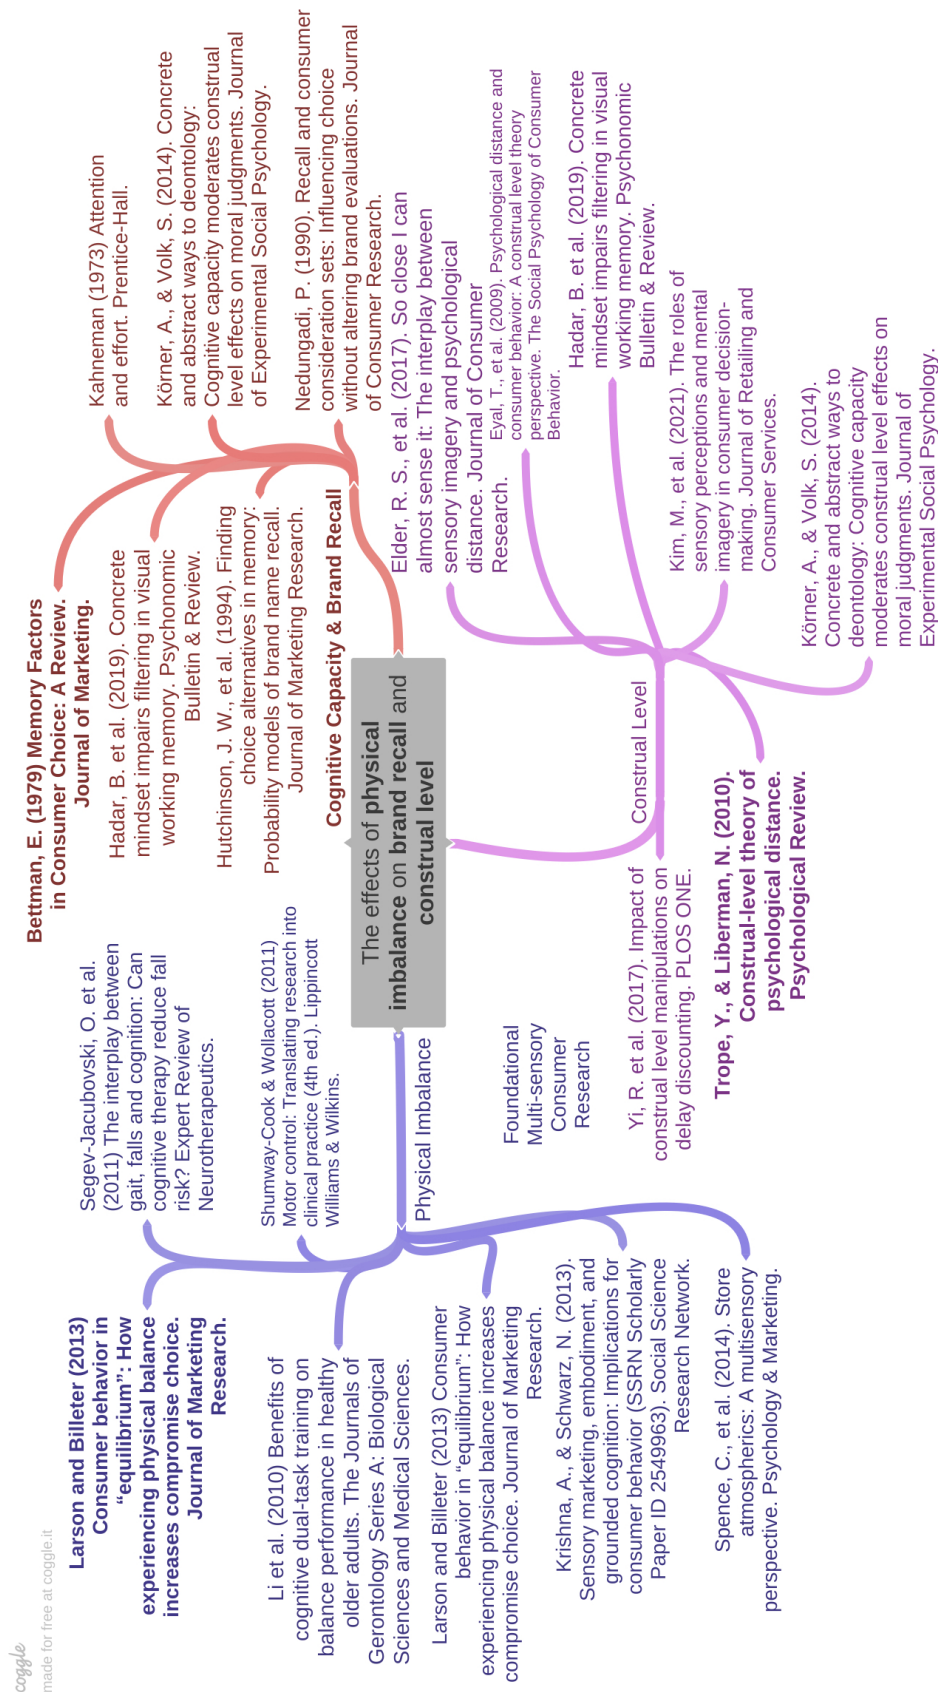 coggle
made for free at coggle.it
The effects of physical
imbalance on brand recall and
construal level
Cognitive Capacity & Brand Recall
Bettman, E. (1979) Memory Factors
in Consumer Choice: A Review.
Journal of Marketing.
Kahneman (1973) Attention
and effort. Prentice-Hall.
Hadar, B. et al. (2019). Concrete
mindset impairs filtering in visual
working memory. Psychonomic
Bulletin & Review.
Körner, A., & Volk, S. (2014). Concrete
and abstract ways to deontology:
Cognitive capacity moderates construal
level effects on moral judgments. Journal
of Experimental Social Psychology.
Hutchinson, J. W., et al. (1994). Finding
choice alternatives in memory:
Probability models of brand name recall.
Journal of Marketing Research.
Nedungadi, P. (1990). Recall and consumer
consideration sets: Influencing choice
without altering brand evaluations. Journal
of Consumer Research.
Physical Imbalance
Segev-Jacubovski, O. et al.
(2011) The interplay between
gait, falls and cognition: Can
cognitive therapy reduce fall
risk? Expert Review of
Neurotherapeutics.
Larson and Billeter (2013)
Consumer behavior in
“equilibrium”: How
experiencing physical balance
increases compromise choice.
Journal of Marketing
Research.
Shumway-Cook & Wollacott (2011)
Motor control: Translating research into
clinical practice (4th ed.). Lippincott
Williams & Wilkins.
Li et al. (2010) Benefits of
cognitive dual-task training on
balance performance in healthy
older adults. The Journals of
Gerontology Series A: Biological
Sciences and Medical Sciences.
Foundational
Multi-sensory
Consumer
Research
Larson and Billeter (2013) Consumer
behavior in “equilibrium”: How
experiencing physical balance increases
compromise choice. Journal of Marketing
Research.
Krishna, A., & Schwarz, N. (2013).
Sensory marketing, embodiment, and
grounded cognition: Implications for
consumer behavior (SSRN Scholarly
Paper ID 2549963). Social Science
Research Network.
Spence, C., et al. (2014). Store
atmospherics: A multisensory
perspective. Psychology & Marketing.
Construal Level
Elder, R. S., et al. (2017). So close I can
almost sense it: The interplay between
sensory imagery and psychological
distance. Journal of Consumer
Research.
Eyal, T., et al. (2009). Psychological distance and
consumer behavior: A construal level theory
perspective. The Social Psychology of Consumer
Behavior.
Hadar, B. et al. (2019). Concrete
mindset impairs filtering in visual
working memory. Psychonomic
Bulletin & Review.
Kim, M., et al. (2021). The roles of
sensory perceptions and mental
imagery in consumer decision-
making. Journal of Retailing and
Consumer Services.
Körner, A., & Volk, S. (2014).
Concrete and abstract ways to
deontology: Cognitive capacity
moderates construal level effects on
moral judgments. Journal of
Experimental Social Psychology.
Yi, R. et al. (2017). Impact of
construal level manipulations on
delay discounting. PLOS ONE.
Trope, Y., & Liberman, N. (2010).
Construal-level theory of
psychological distance.
Psychological Review.